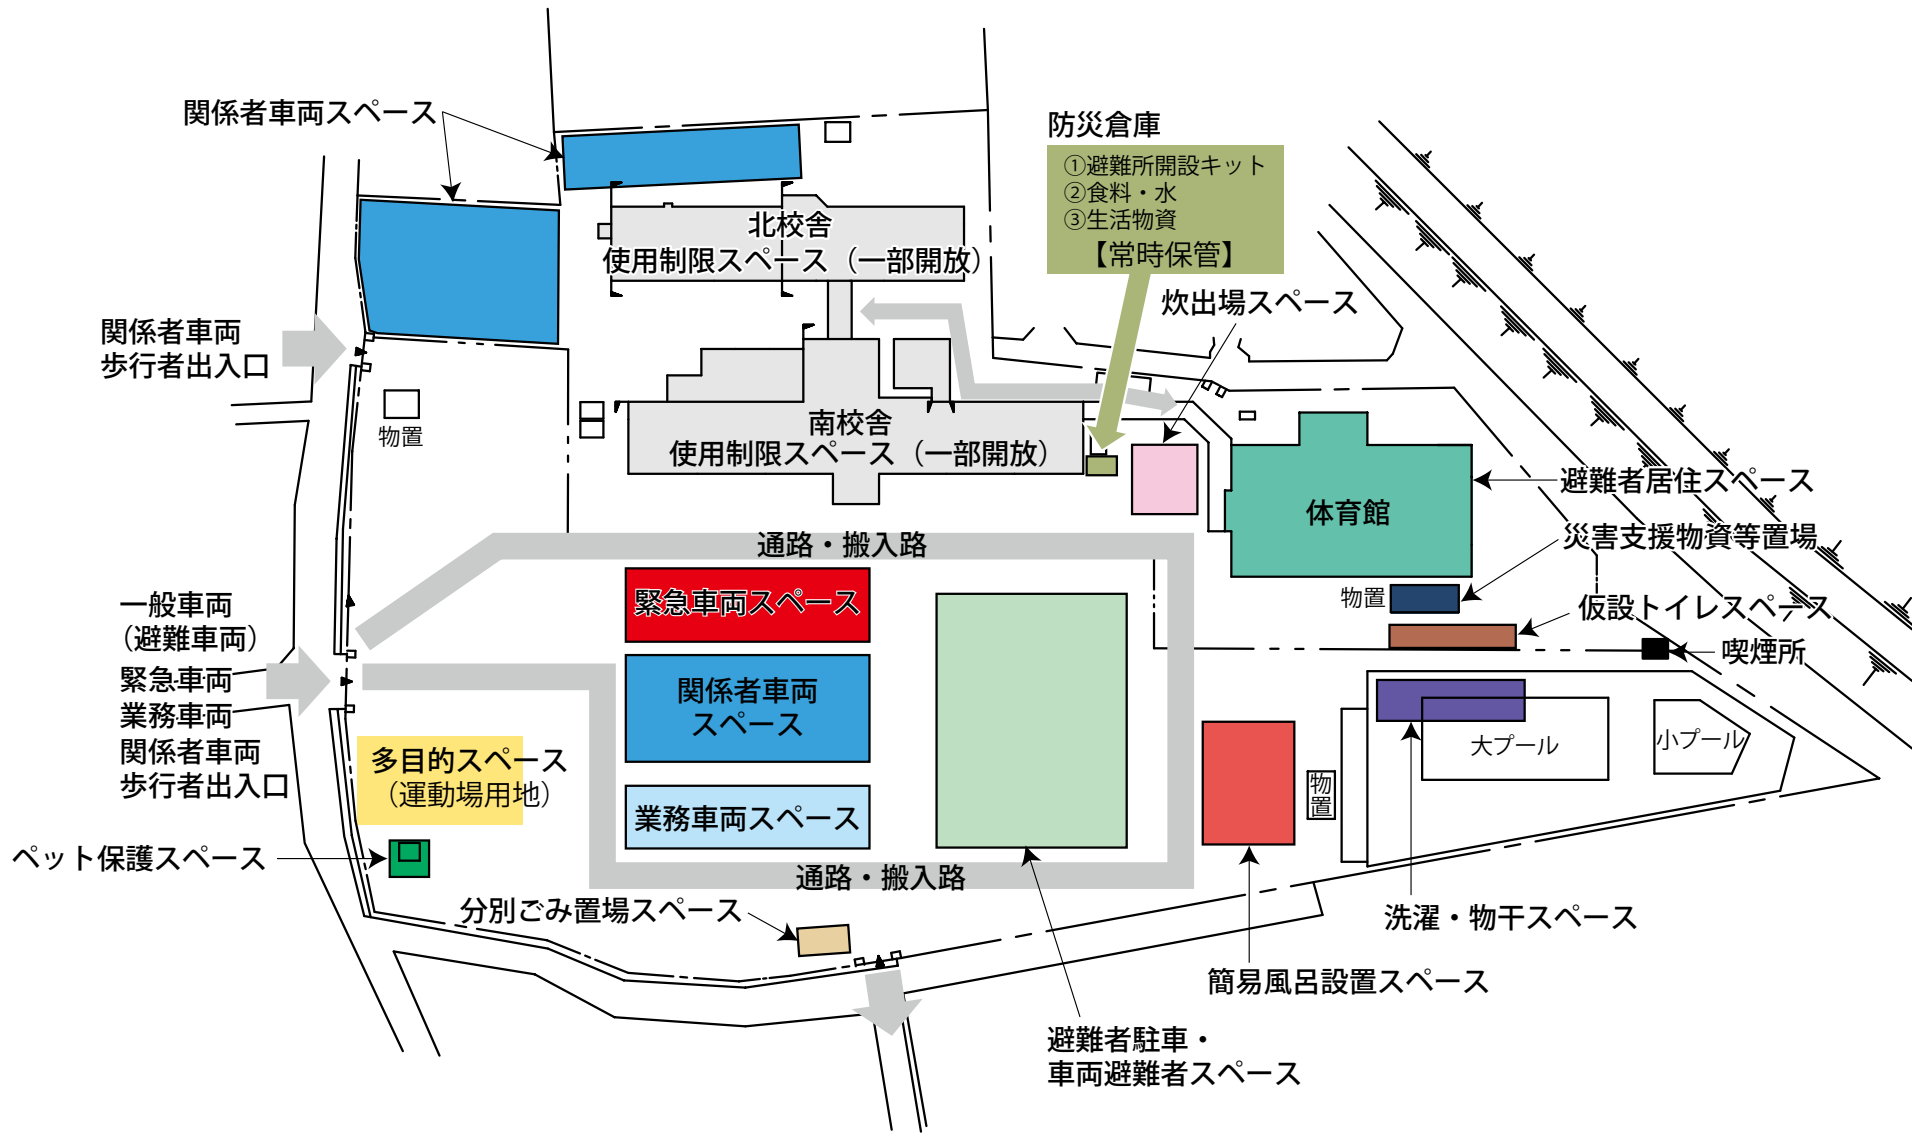 関係者車両スペース
防災倉庫
①避難所開設キット
②食料・水
③生活物資
【常時保管】
北校舎
使用制限スペース（一部開放）
炊出場スペース
関係者車両
歩行者出入口
物置
南校舎
使用制限スペース（一部開放）
体育館
避難者居住スペース
災害支援物資等置場
通路・搬入路
緊急車両スペース
物置
仮設トイレスペース
喫煙所
一般車両
（避難車両）
緊急車両
業務車両
関係者車両
歩行者出入口
関係者車両
スペース
多目的スペース
（運動場用地）
業務車両スペース
大プール
小プール
物置
ペット保護スペース
通路・搬入路
分別ごみ置場スペース
洗濯・物干スペース
簡易風呂設置スペース
避難者駐車・
車両避難者スペース